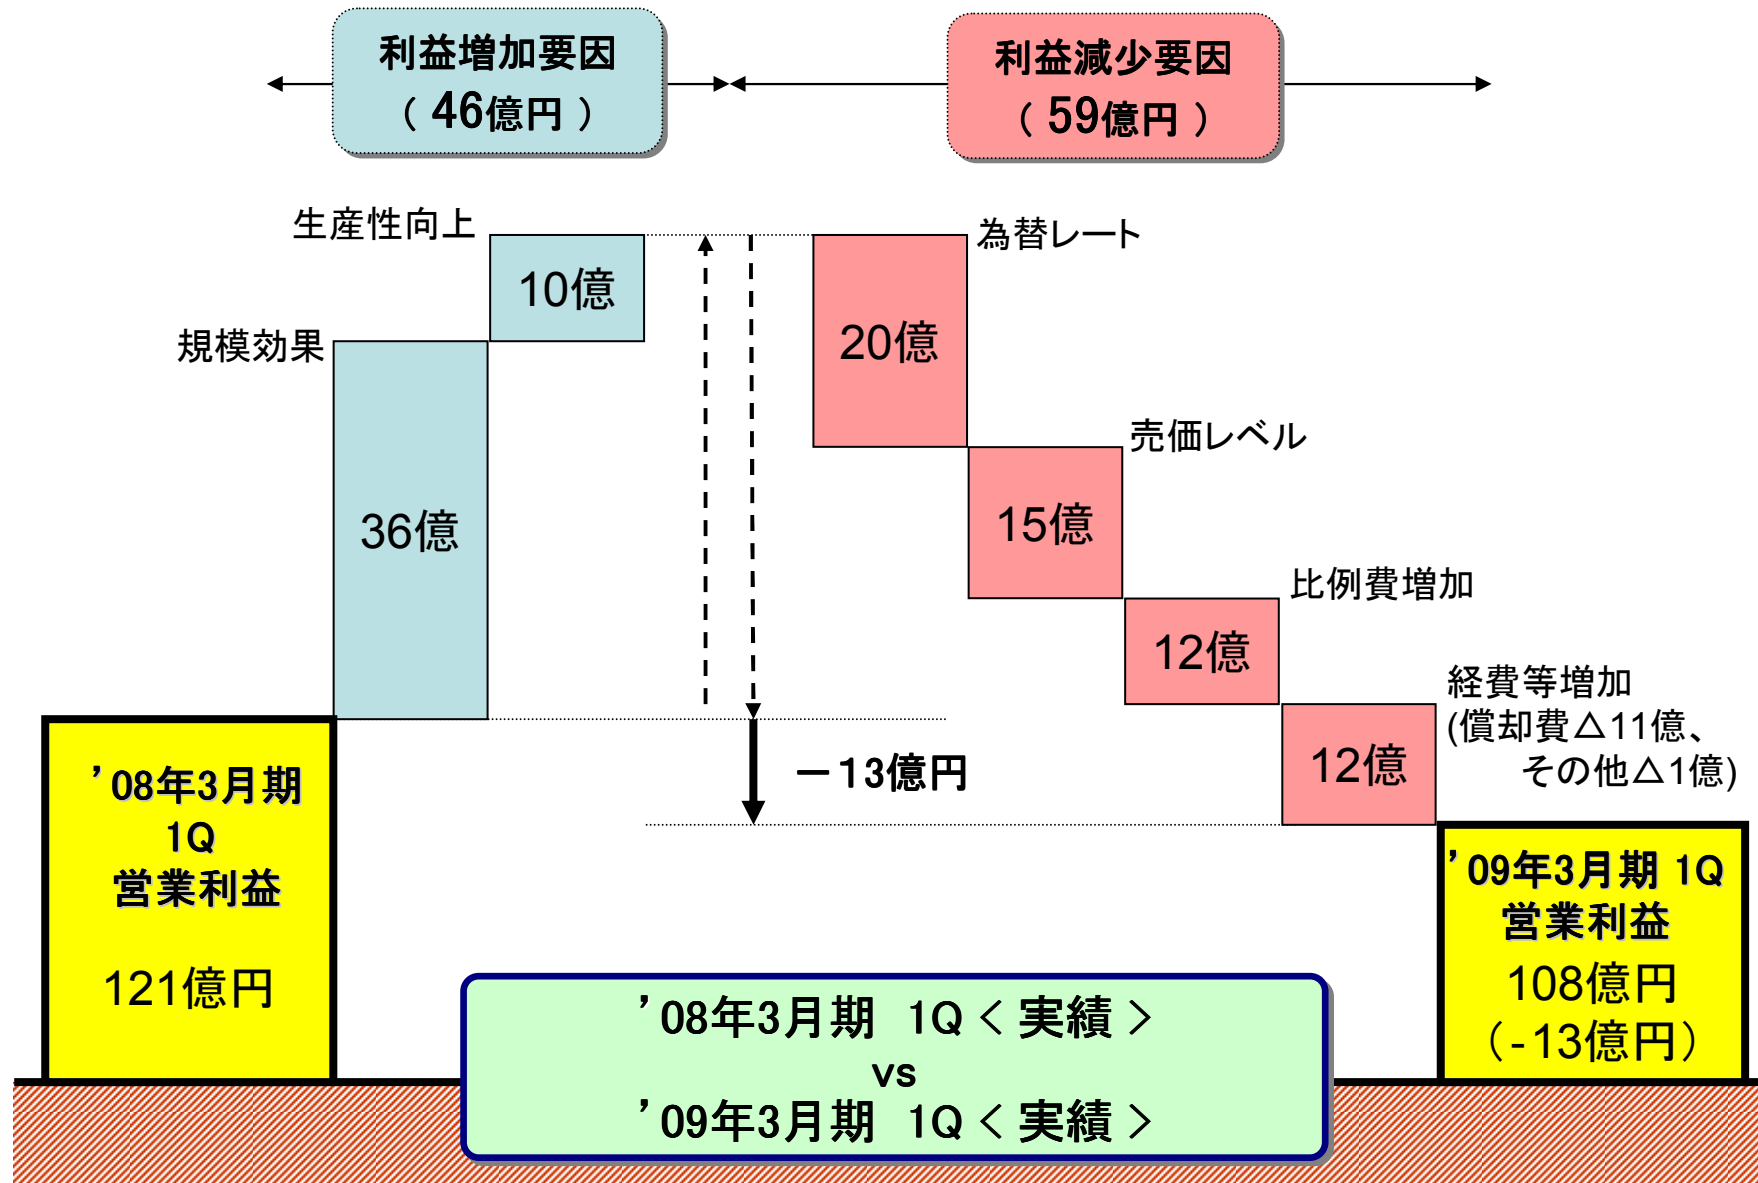 利益増加要因
（46億円）
利益減少要因
（59億円）
生産性向上
10億
規模効果
36億
為替レート
20億
売価レベル
15億
比例費増加
12億
経費等増加
(償却費△11億、
その他△1億)
12億
－13億円
’08年3月期
1Q
営業利益
121億円
’09年3月期 1Q
営業利益
108億円
（-13億円）
’08年3月期 1Q＜実績＞
vs
’09年3月期 1Q＜実績＞